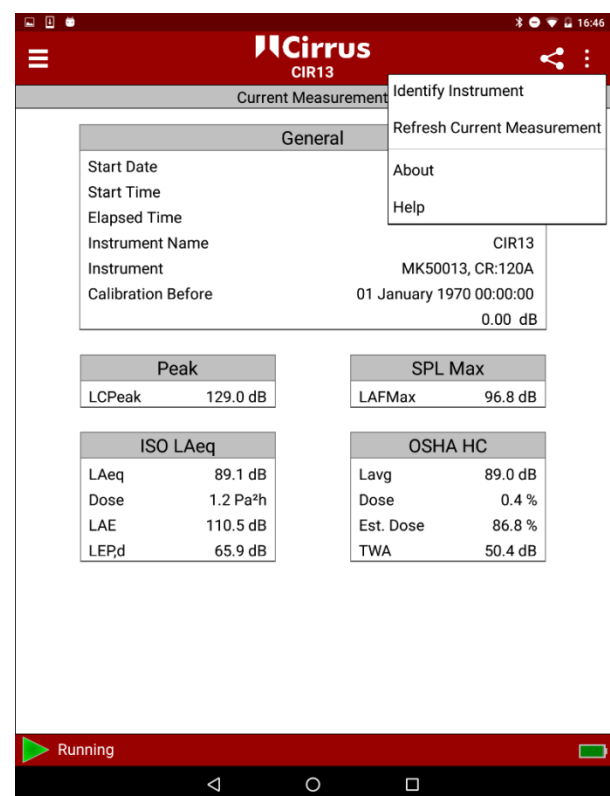 16:46
Cirrus
CIR13
Current Measurement
Identify Instrument
Refresh Current Measurement
About
Help
General
Start Date
Start Time
Elapsed Time
Instrument Name CIR13
Instrument MK50013, CR:120A
Calibration Before 01 January 1970 00:00:00
0.00 dB
Peak
LCPeak 129.0 dB
SPL Max
LAFMax 96.8 dB
ISO LAeq
LAeq 89.1 dB
Dose 1.2 Pa²h
LAE 110.5 dB
LEP,d 65.9 dB
OSHA HC
Lavg 89.0 dB
Dose 0.4 %
Est. Dose 86.8 %
TWA 50.4 dB
Running